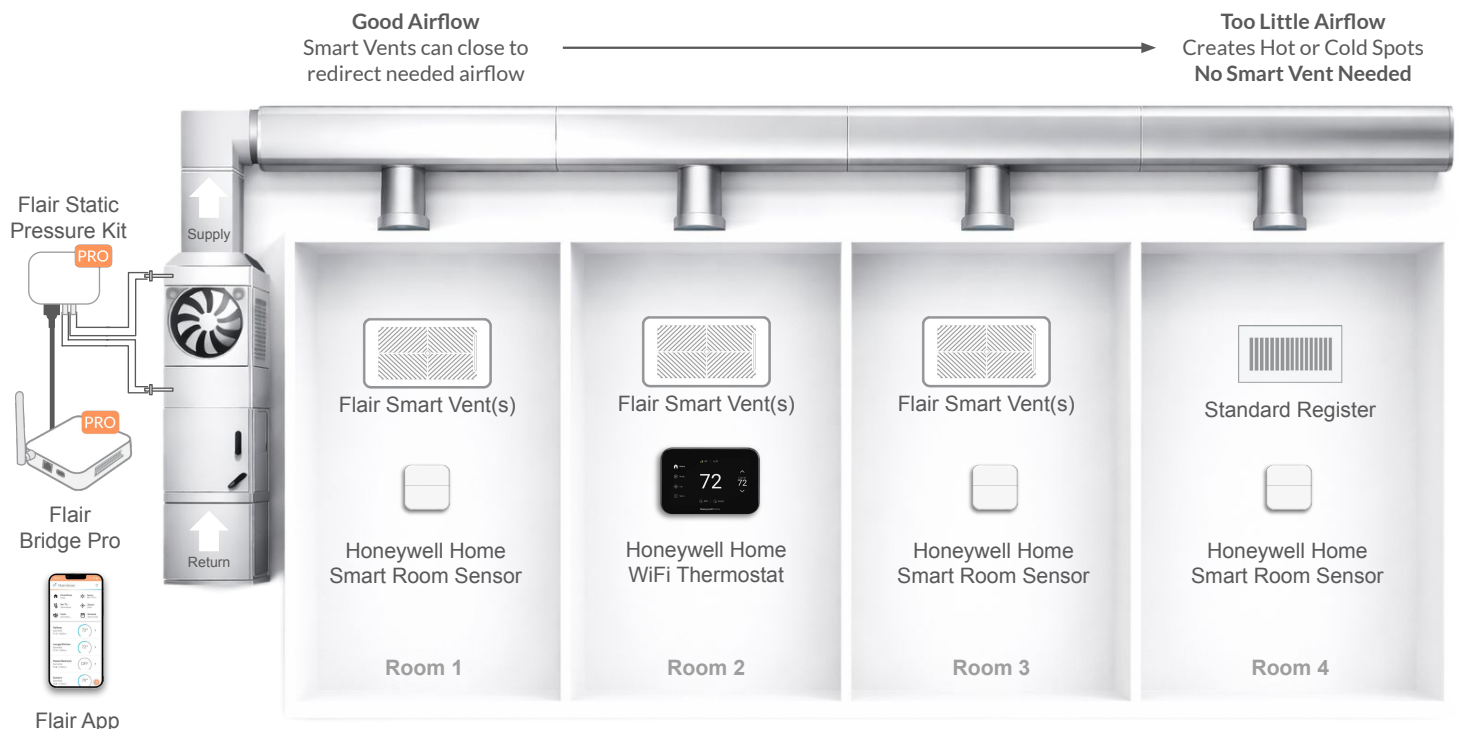 Good Airflow
Smart Vents can close to
redirect needed airflow
Too Little Airflow
Creates Hot or Cold Spots
No Smart Vent Needed
Flair Static
Pressure Kit
PRO
Supply
PRO
Flair
Bridge Pro
Return
Flair App
Flair Smart Vent(s)
Honeywell Home
Smart Room Sensor
Room 1
Flair Smart Vent(s)
72
72
Honeywell Home
WiFi Thermostat
Room 2
Flair Smart Vent(s)
Honeywell Home
Smart Room Sensor
Room 3
Standard Register
Honeywell Home
Smart Room Sensor
Room 4